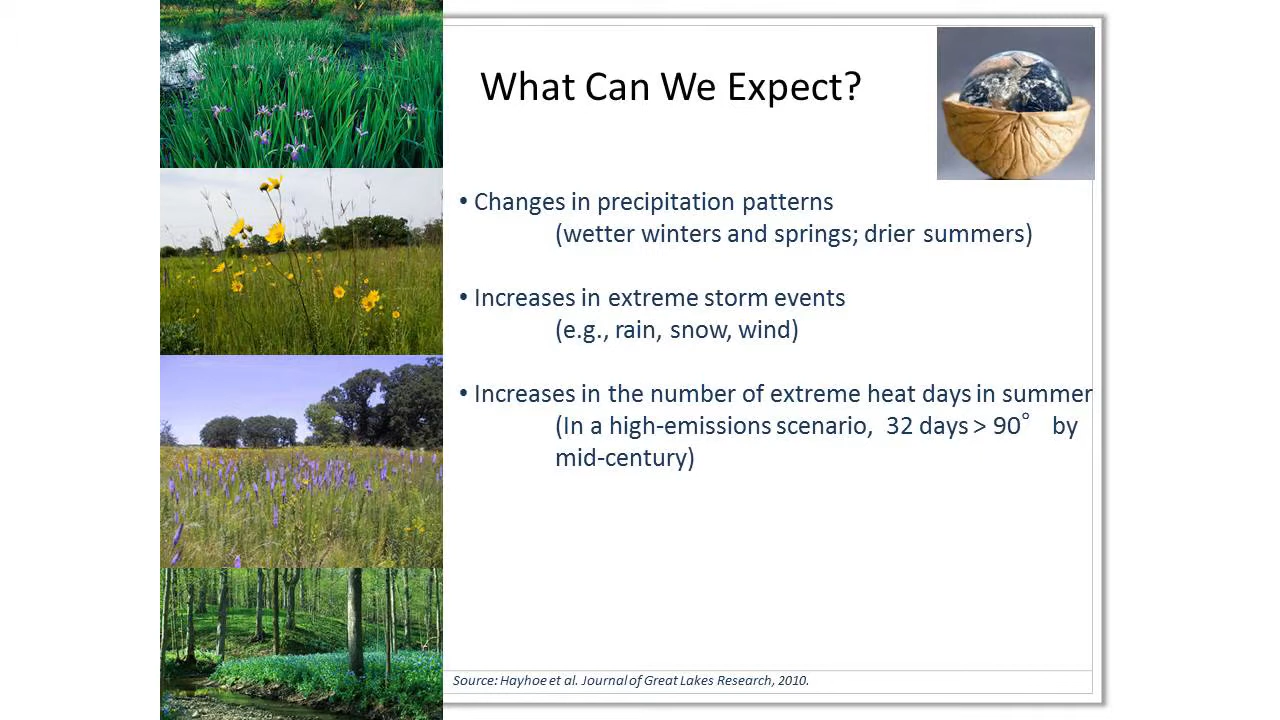 What Can We Expect?
• Changes in precipitation patterns
(wetter winters and springs; drier summers)
• Increases in extreme storm events
(e.g., rain, snow, wind)
• Increases in the number of extreme heat days in summer
(In a high-emissions scenario, 32 days > 90° by
mid-century)
Source: Hayhoe et al. Journal of Great Lakes Research, 2010.